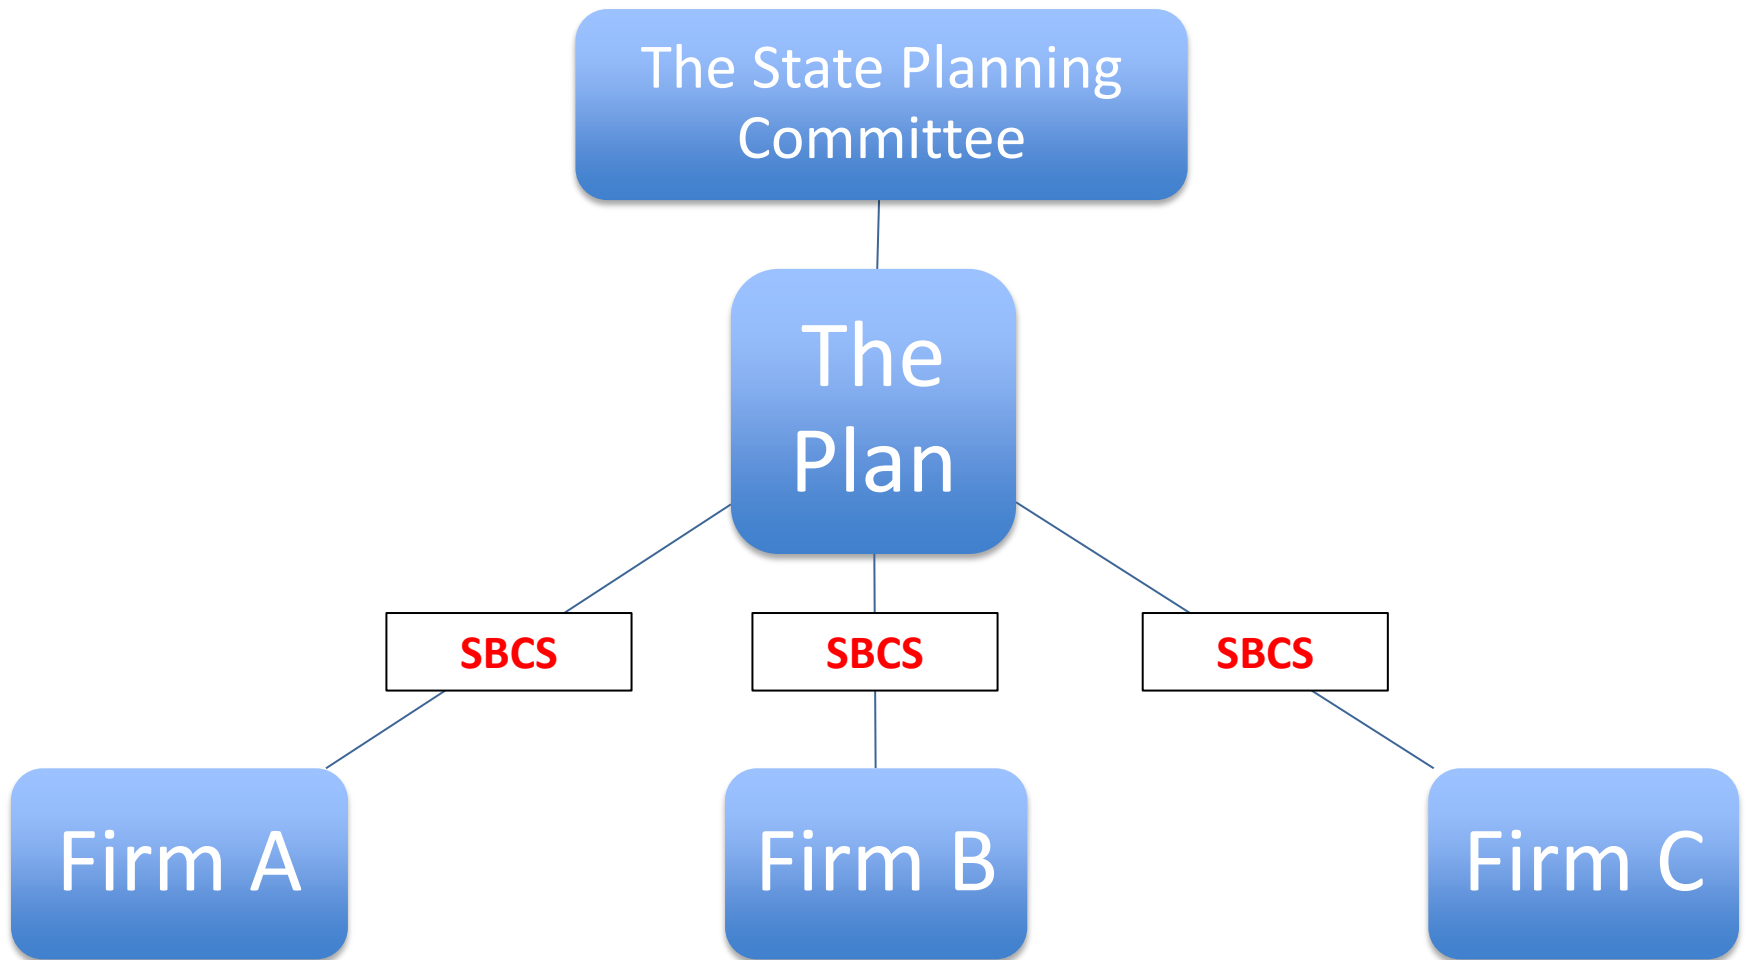 The State Planning
Committee
The
Plan
SBCS
SBCS
SBCS
Firm A
Firm B
Firm C